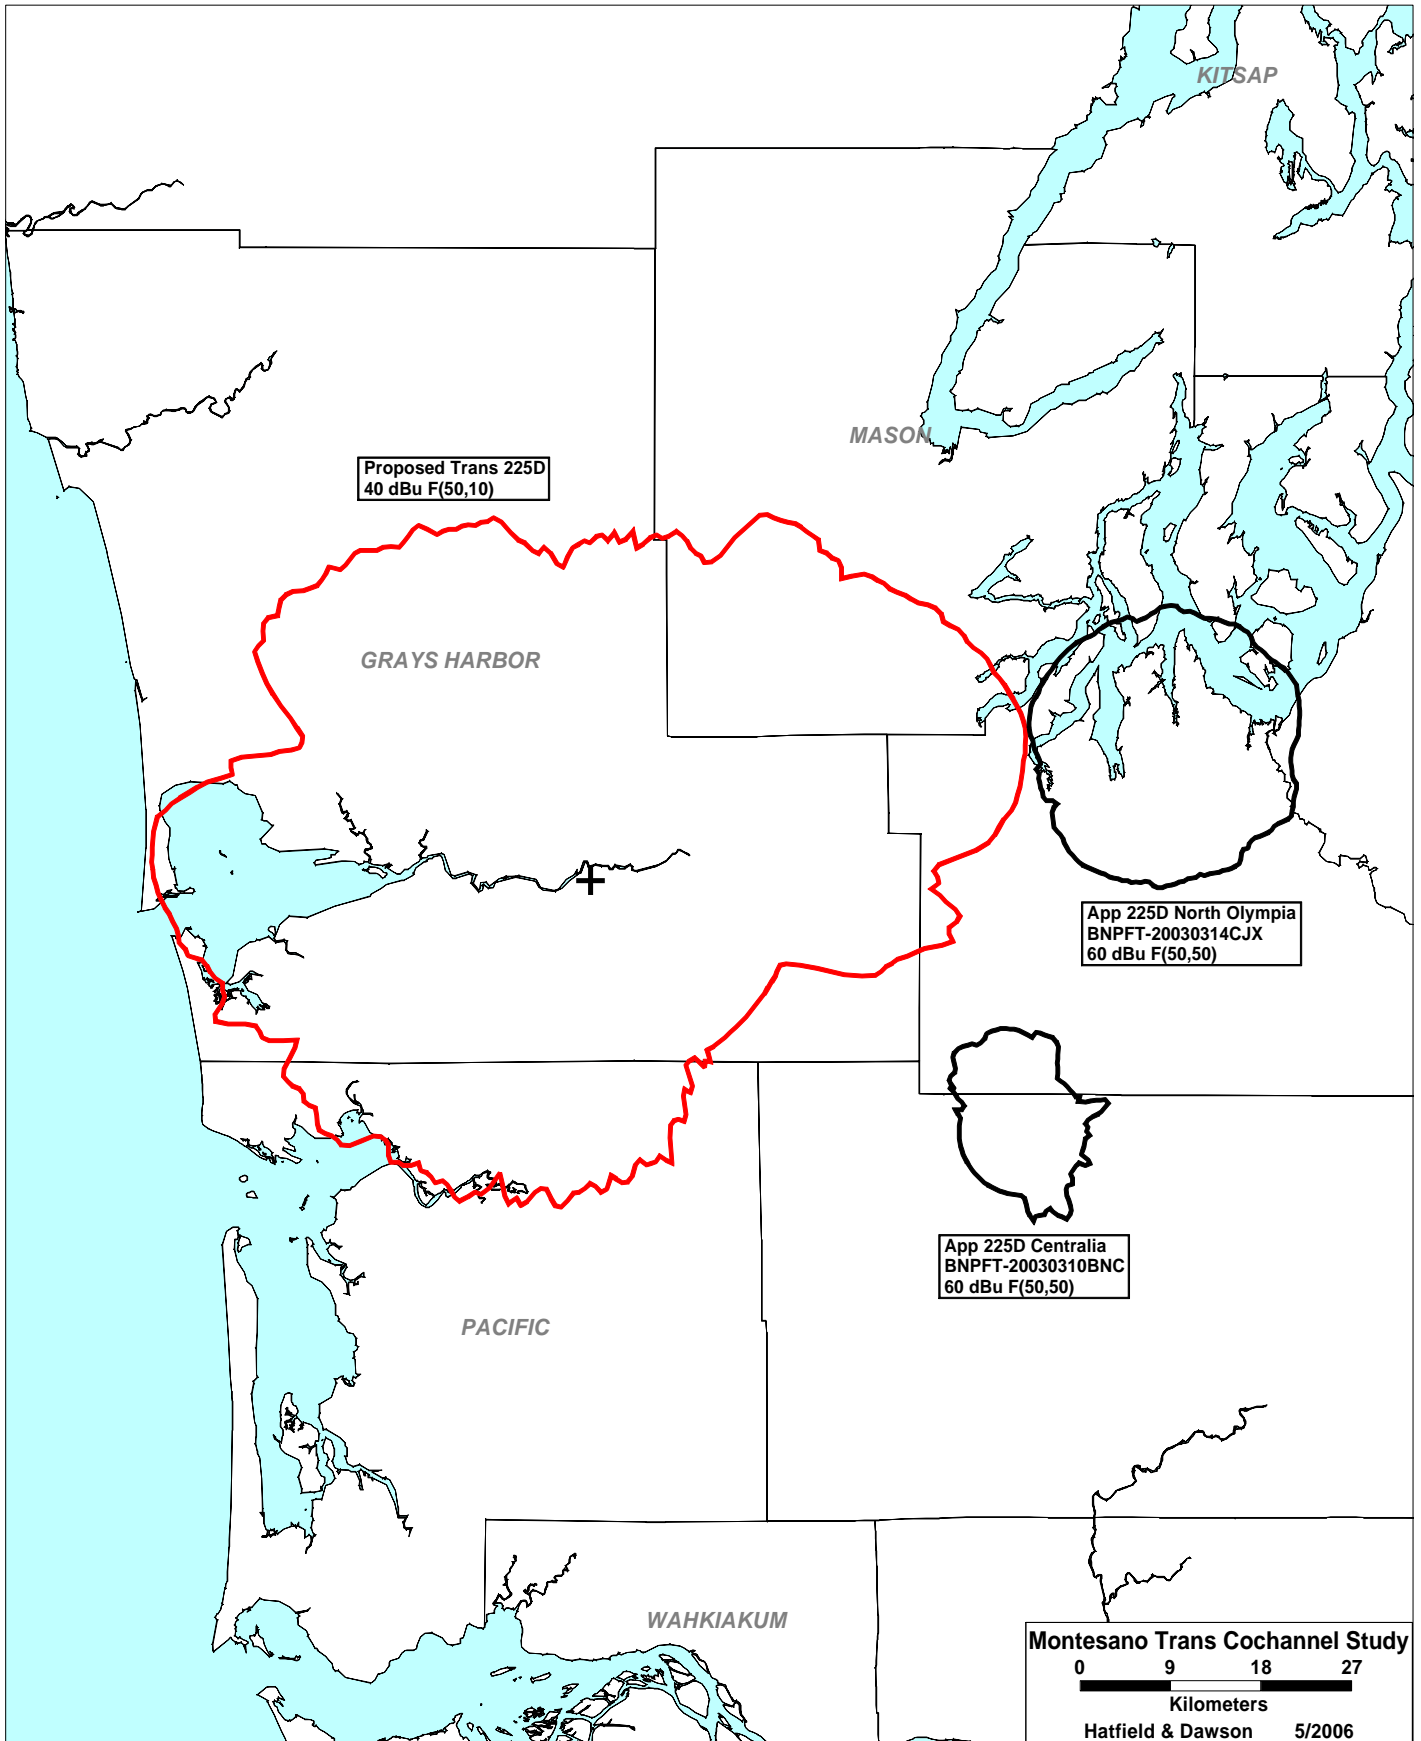 KITSAP
MASON
Proposed Trans 225D
40 dBu F(50,10)
GRAYS HARBOR
App 225D North Olympia
BNPFT-20030314CJX
60 dBu F(50,50)
App 225D Centralia
BNPFT-20030310BNC
60 dBu F(50,50)
PACIFIC
WAHKIAKUM
Montesano Trans Cochannel Study
0 9 18 27
Kilometers
Hatfield & Dawson 5/2006